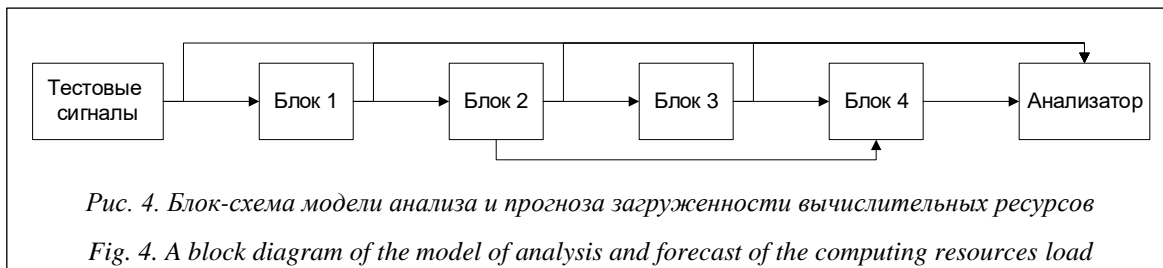 Тестовые
сигналы
Блок 1
Блок 2
Блок 3
Блок 4
Анализатор
Рис. 4. Блок-схема модели анализа и прогноза загруженности вычислительных ресурсов
Fig. 4. A block diagram of the model of analysis and forecast of the computing resources load